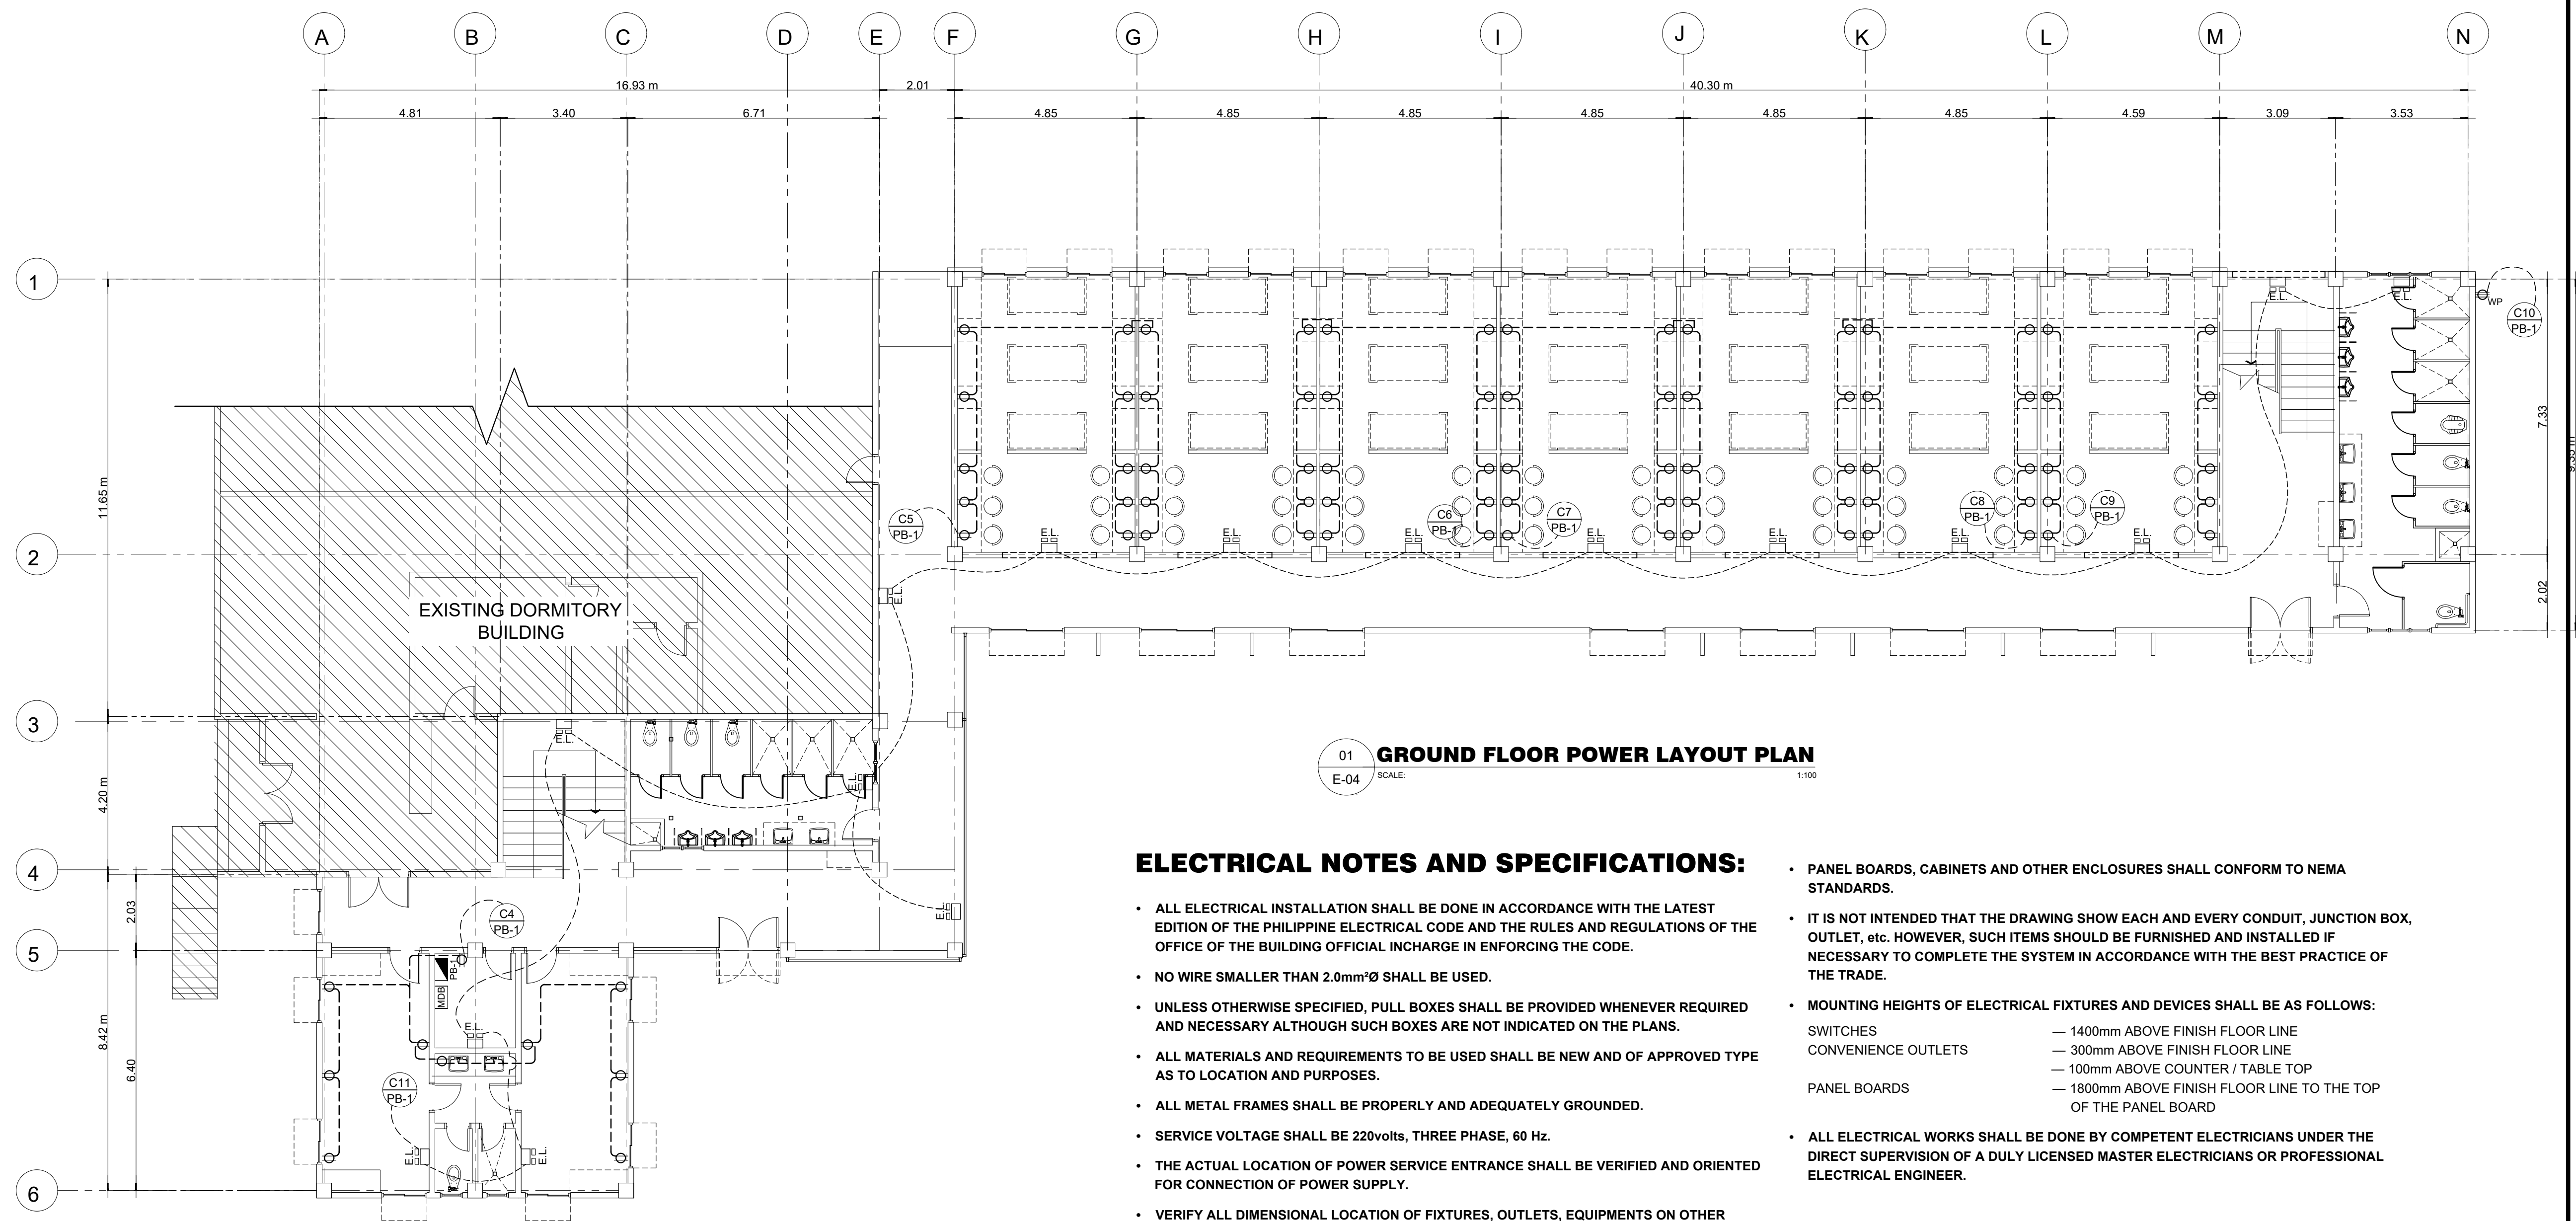 A B C D E F G H I J K L M N
16.93 m 2.01 40.30 m
4.81 3.40 6.71 4.85 4.85 4.85 4.85 4.85 4.85 4.59 3.09 3.53
1
E.L. E.L. WP
C10
PB-1
7.33
9.35 m
11.65 m
C5
PB-1
C6
PB-1
C7
PB-1
C8
PB-1
C9
PB-1
E.L. E.L. E.L. E.L. E.L. E.L. E.L.
2
E.L.
2.02
EXISTING DORMITORY
BUILDING
3
E.L.
E.L.
4.20 m
4
2.03
C4
PB-1
E.L.
5
PB-1
MDB
E.L.
8.42 m
6.40
C11
PB-1
E.L. E.L.
6
01
E-04
GROUND FLOOR POWER LAYOUT PLAN
SCALE: 1:100
ELECTRICAL NOTES AND SPECIFICATIONS:
• ALL ELECTRICAL INSTALLATION SHALL BE DONE IN ACCORDANCE WITH THE LATEST
EDITION OF THE PHILIPPINE ELECTRICAL CODE AND THE RULES AND REGULATIONS OF THE
OFFICE OF THE BUILDING OFFICIAL INCHARGE IN ENFORCING THE CODE.
• NO WIRE SMALLER THAN 2.0mm²Ø SHALL BE USED.
• UNLESS OTHERWISE SPECIFIED, PULL BOXES SHALL BE PROVIDED WHENEVER REQUIRED
AND NECESSARY ALTHOUGH SUCH BOXES ARE NOT INDICATED ON THE PLANS.
• ALL MATERIALS AND REQUIREMENTS TO BE USED SHALL BE NEW AND OF APPROVED TYPE
AS TO LOCATION AND PURPOSES.
• ALL METAL FRAMES SHALL BE PROPERLY AND ADEQUATELY GROUNDED.
• SERVICE VOLTAGE SHALL BE 220volts, THREE PHASE, 60 Hz.
• THE ACTUAL LOCATION OF POWER SERVICE ENTRANCE SHALL BE VERIFIED AND ORIENTED
FOR CONNECTION OF POWER SUPPLY.
• VERIFY ALL DIMENSIONAL LOCATION OF FIXTURES, OUTLETS, EQUIPMENTS ON OTHER
• PANEL BOARDS, CABINETS AND OTHER ENCLOSURES SHALL CONFORM TO NEMA
STANDARDS.
• IT IS NOT INTENDED THAT THE DRAWING SHOW EACH AND EVERY CONDUIT, JUNCTION BOX,
OUTLET, etc. HOWEVER, SUCH ITEMS SHOULD BE FURNISHED AND INSTALLED IF
NECESSARY TO COMPLETE THE SYSTEM IN ACCORDANCE WITH THE BEST PRACTICE OF
THE TRADE.
• MOUNTING HEIGHTS OF ELECTRICAL FIXTURES AND DEVICES SHALL BE AS FOLLOWS:
SWITCHES — 1400mm ABOVE FINISH FLOOR LINE
CONVENIENCE OUTLETS — 300mm ABOVE FINISH FLOOR LINE
— 100mm ABOVE COUNTER / TABLE TOP
PANEL BOARDS — 1800mm ABOVE FINISH FLOOR LINE TO THE TOP
OF THE PANEL BOARD
• ALL ELECTRICAL WORKS SHALL BE DONE BY COMPETENT ELECTRICIANS UNDER THE
DIRECT SUPERVISION OF A DULY LICENSED MASTER ELECTRICIANS OR PROFESSIONAL
ELECTRICAL ENGINEER.